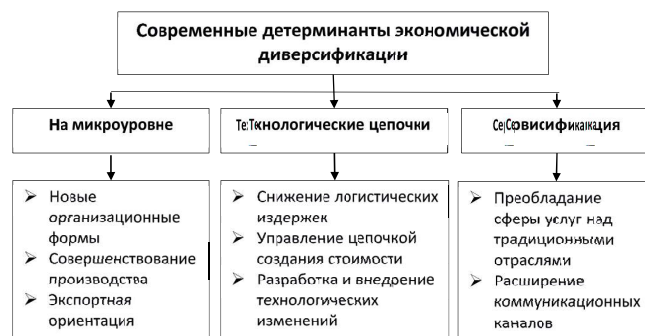 Современные детерминанты экономической
диверсификации
На микроуровне
Технологические цепочки
Сервисификация
➢ Новые
организационные
формы
➢ Совершенствование
производства
➢ Экспортная
ориентация
➢ Снижение логистических
издержек
➢ Управление цепочкой
создания стоимости
➢ Разработка и внедрение
технологических
изменений
➢ Преобладание
сферы услуг над
традиционными
отраслями
➢ Расширение
коммуникационных
каналов